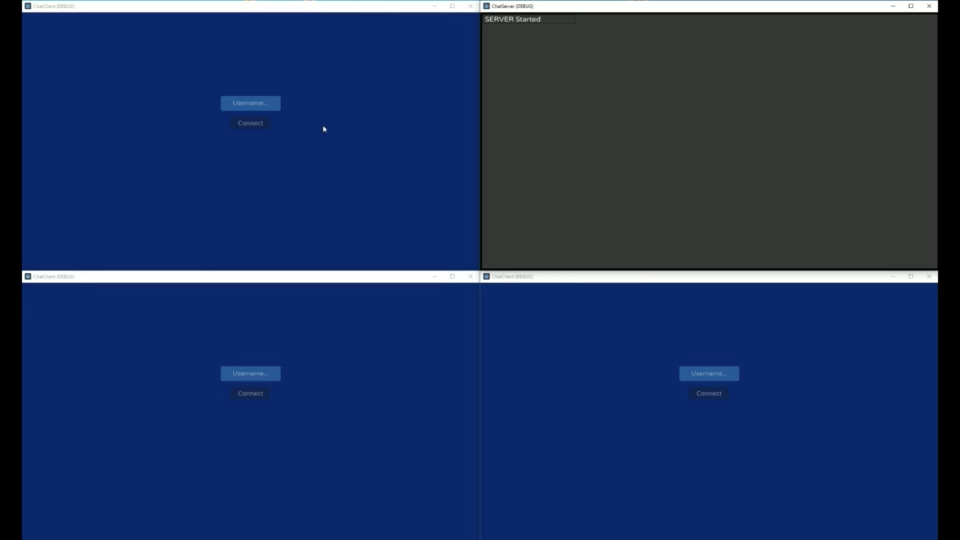 ChatClient (DEBUG)
ChatServer (DEBUG)
SERVER Started
Username...
Connect
ChatClient (DEBUG)
ChatClient (DEBUG)
Username...
Username...
Connect
Connect